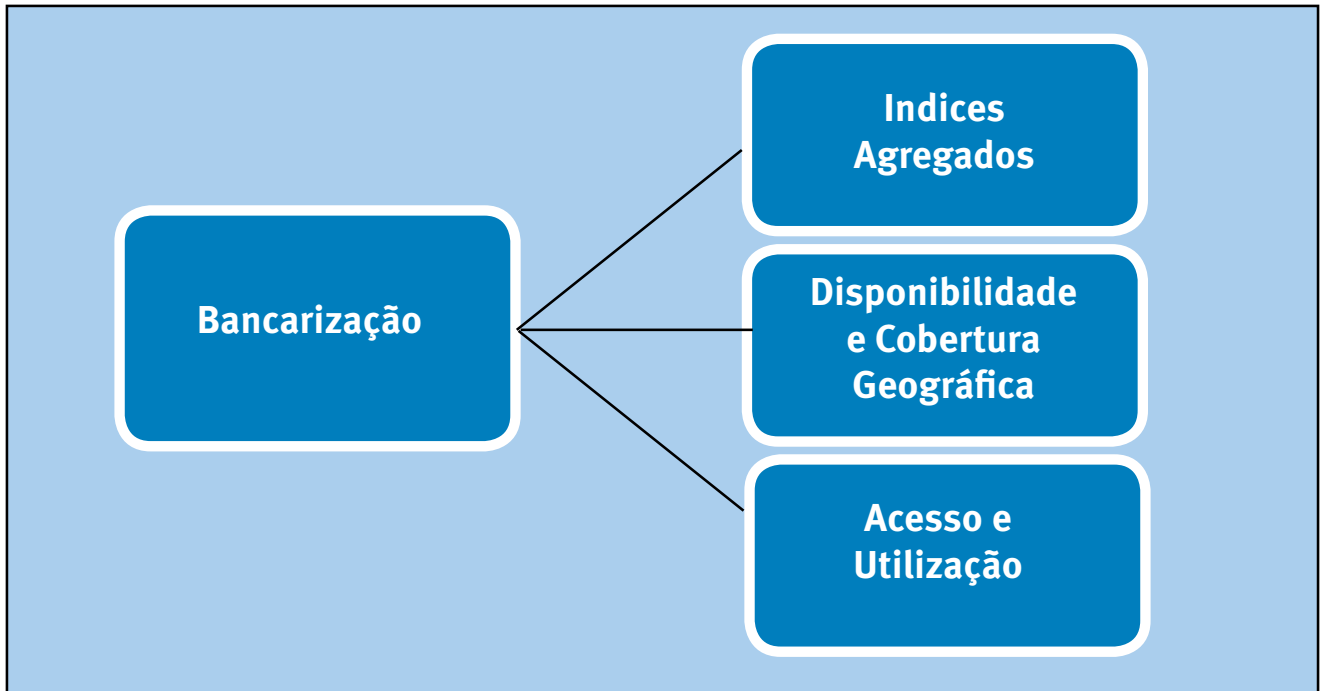 Indices
Agregados
Bancarização
Disponibilidade
e Cobertura
Geográfica
Acesso e
Utilização